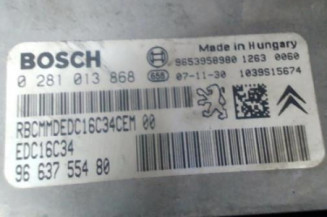 BOSCH
Made in Hungary
9653958980 1263 0060
0 281 013 868
07-11-30 1039S15674
RBCMMDEDC16C34CEM 00
EDC16C34
96 637 554 80